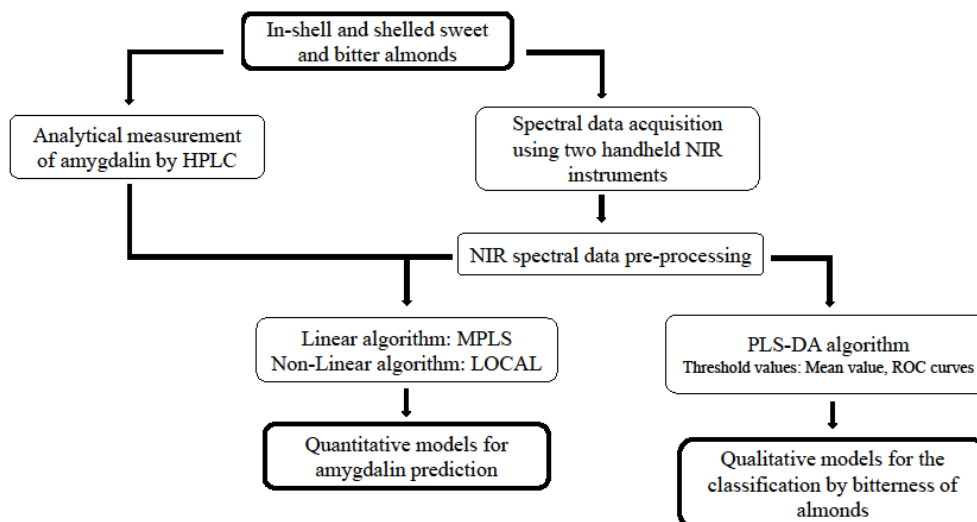 In-shell and shelled sweet
and bitter almonds
Analytical measurement
of amygdalin by HPLC
Spectral data acquisition
using two handheld NIR
instruments
NIR spectral data pre-processing
Linear algorithm: MPLS
Non-Linear algorithm: LOCAL
PLS-DA algorithm
Threshold values: Mean value, ROC curves
Quantitative models for
amygdalin prediction
Qualitative models for the
classification by bitterness of
almonds